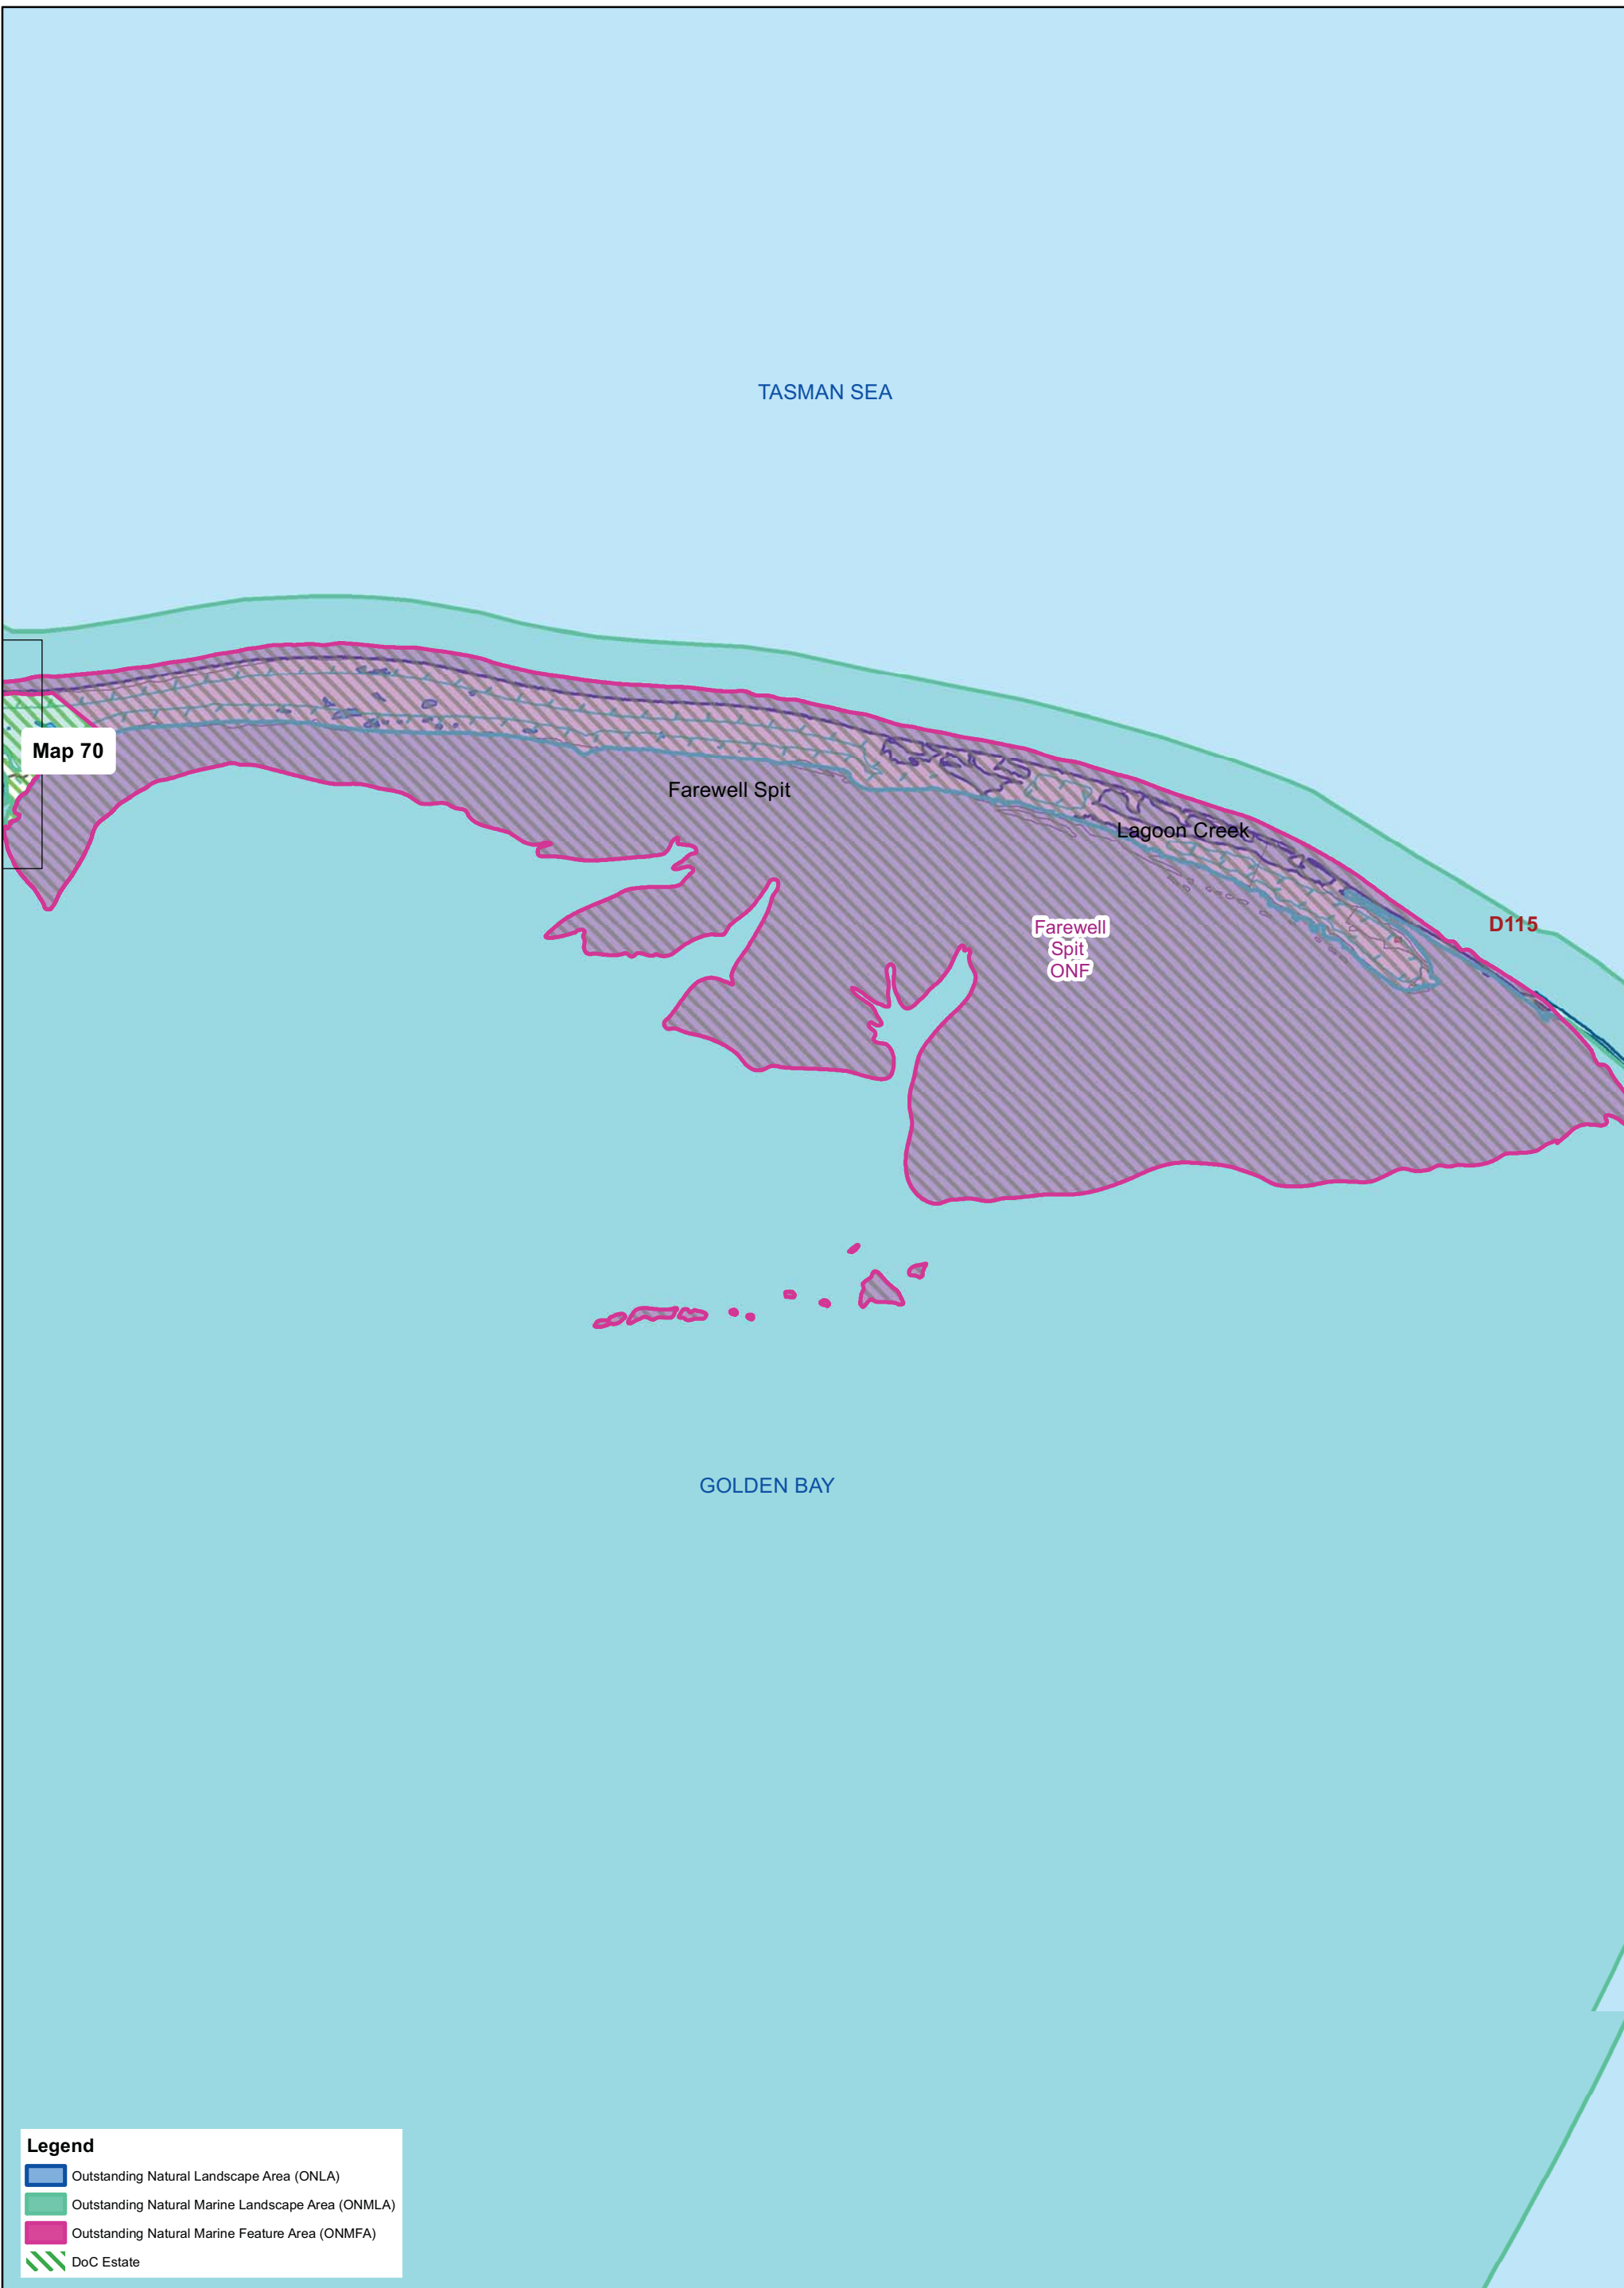 TASMAN SEA
Map 70
Farewell Spit
Lagoon Creek
D115
Farewell
Spit
ONF
GOLDEN BAY
Legend
Outstanding Natural Landscape Area (ONLA)
Outstanding Natural Marine Landscape Area (ONMLA)
Outstanding Natural Marine Feature Area (ONMFA)
DoC Estate